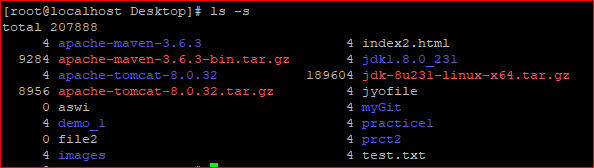 [root@localhost Desktop]# ls -s
total 207888
     4 apache-maven-3.6.3                  4 index2.html
  9284 apache-maven-3.6.3-bin.tar.gz       4 jdk1.8.0_231
     4 apache-tomcat-8.0.32           189604 jdk-8u231-linux-x64.tar.gz
  8956 apache-tomcat-8.0.32.tar.gz         4 jyofile
     0 aswi                                4 myGit
     4 demo_1                              4 practice1
     0 file2                               4 prct2
     4 images                              4 test.txt